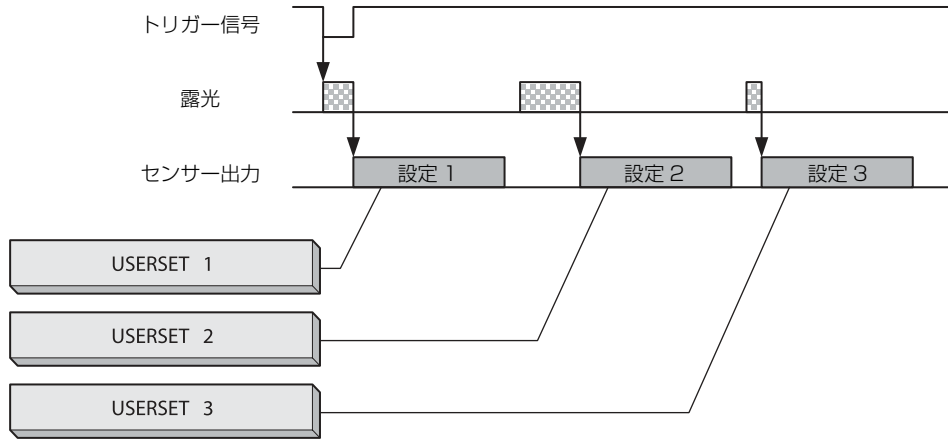 トリガー信号
露光
センサー出力
設定 1
設定 2
設定 3
USERSET 1
USERSET 2
USERSET 3